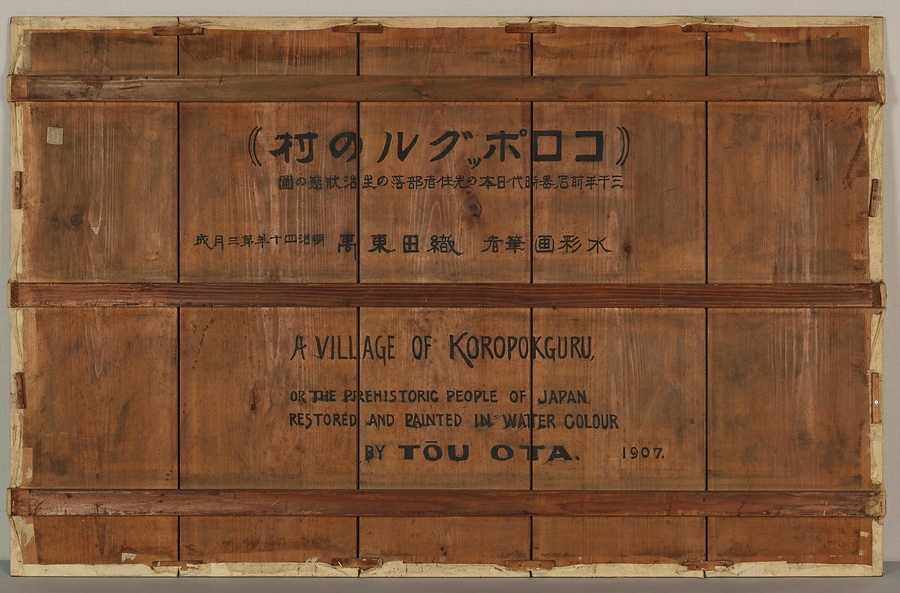 (コロポッグルの村)
三千年前石器時代日本の先住者部落の生活状態の圖
水彩画筆者 織田東禹 明治四十年第三月成
A VILLAGE OF KOROPOKGURU,
OR THE PREHISTORIC PEOPLE OF JAPAN.
RESTORED AND PAINTED IN WATER COLOUR
BY TŌU OTA. 1907.